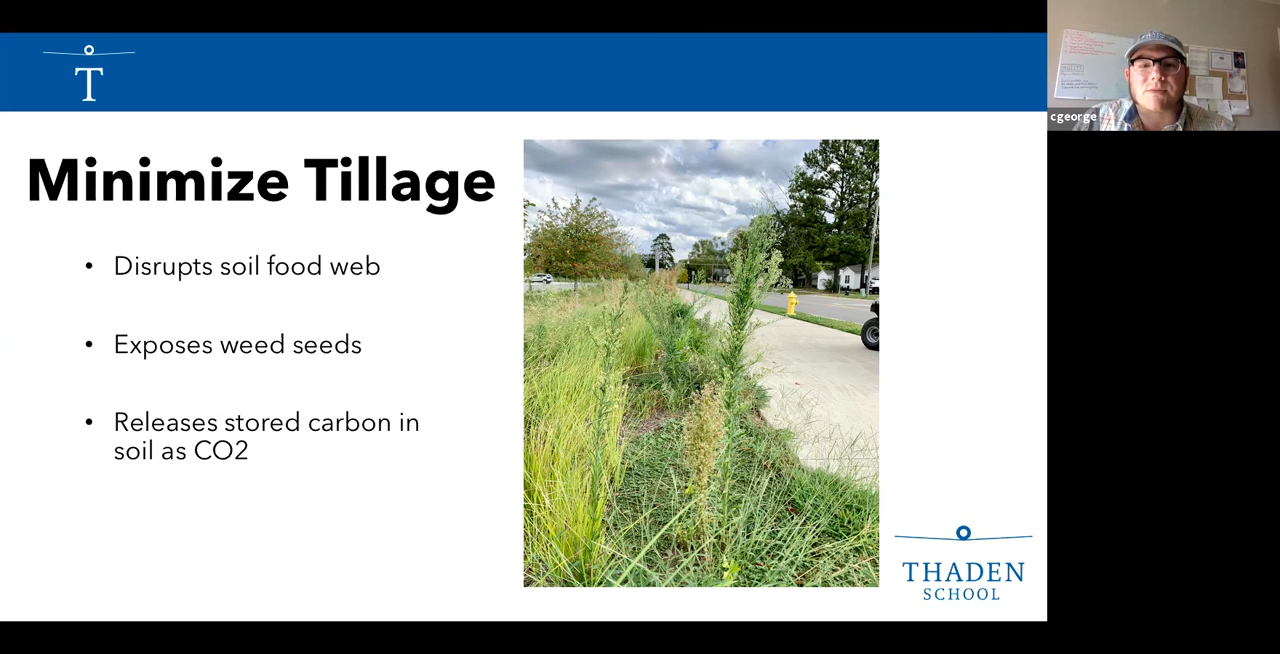 T
cgeorge
Minimize Tillage
• Disrupts soil food web
• Exposes weed seeds
• Releases stored carbon in
soil as CO2
THADEN
SCHOOL